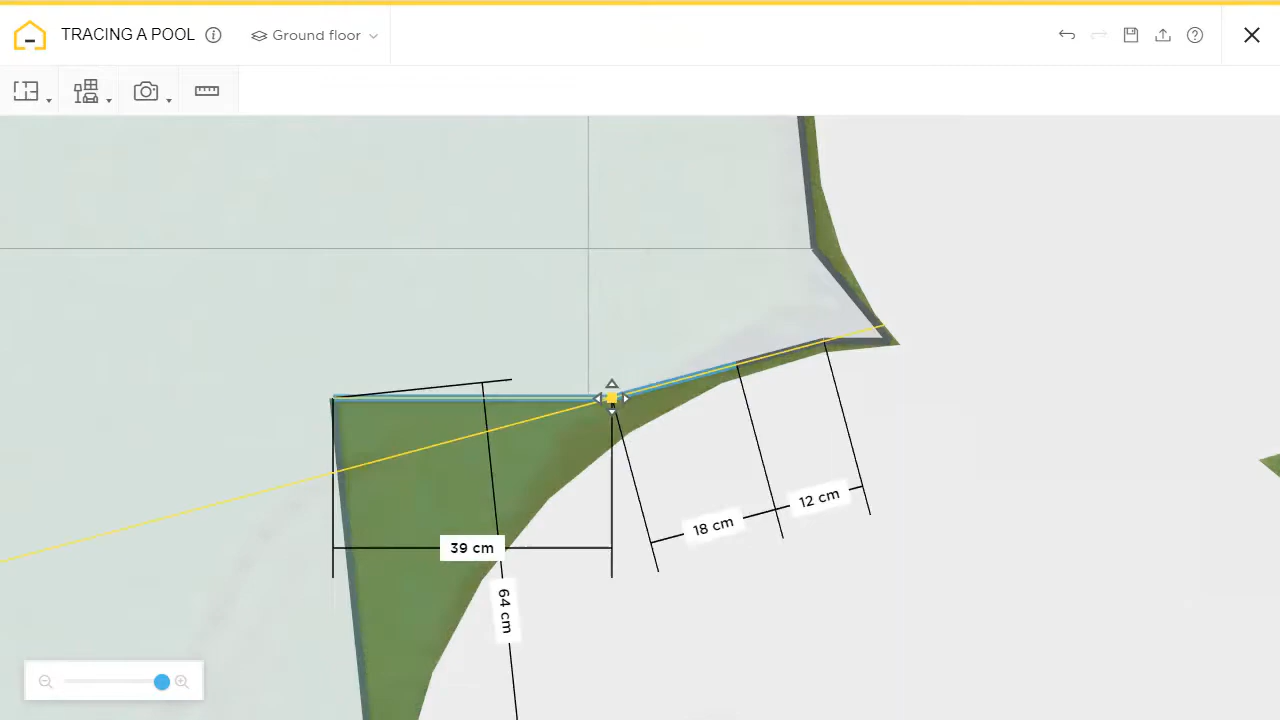 TRACING A POOL
Ground floor
12 cm
18 cm
39 cm
64 cm